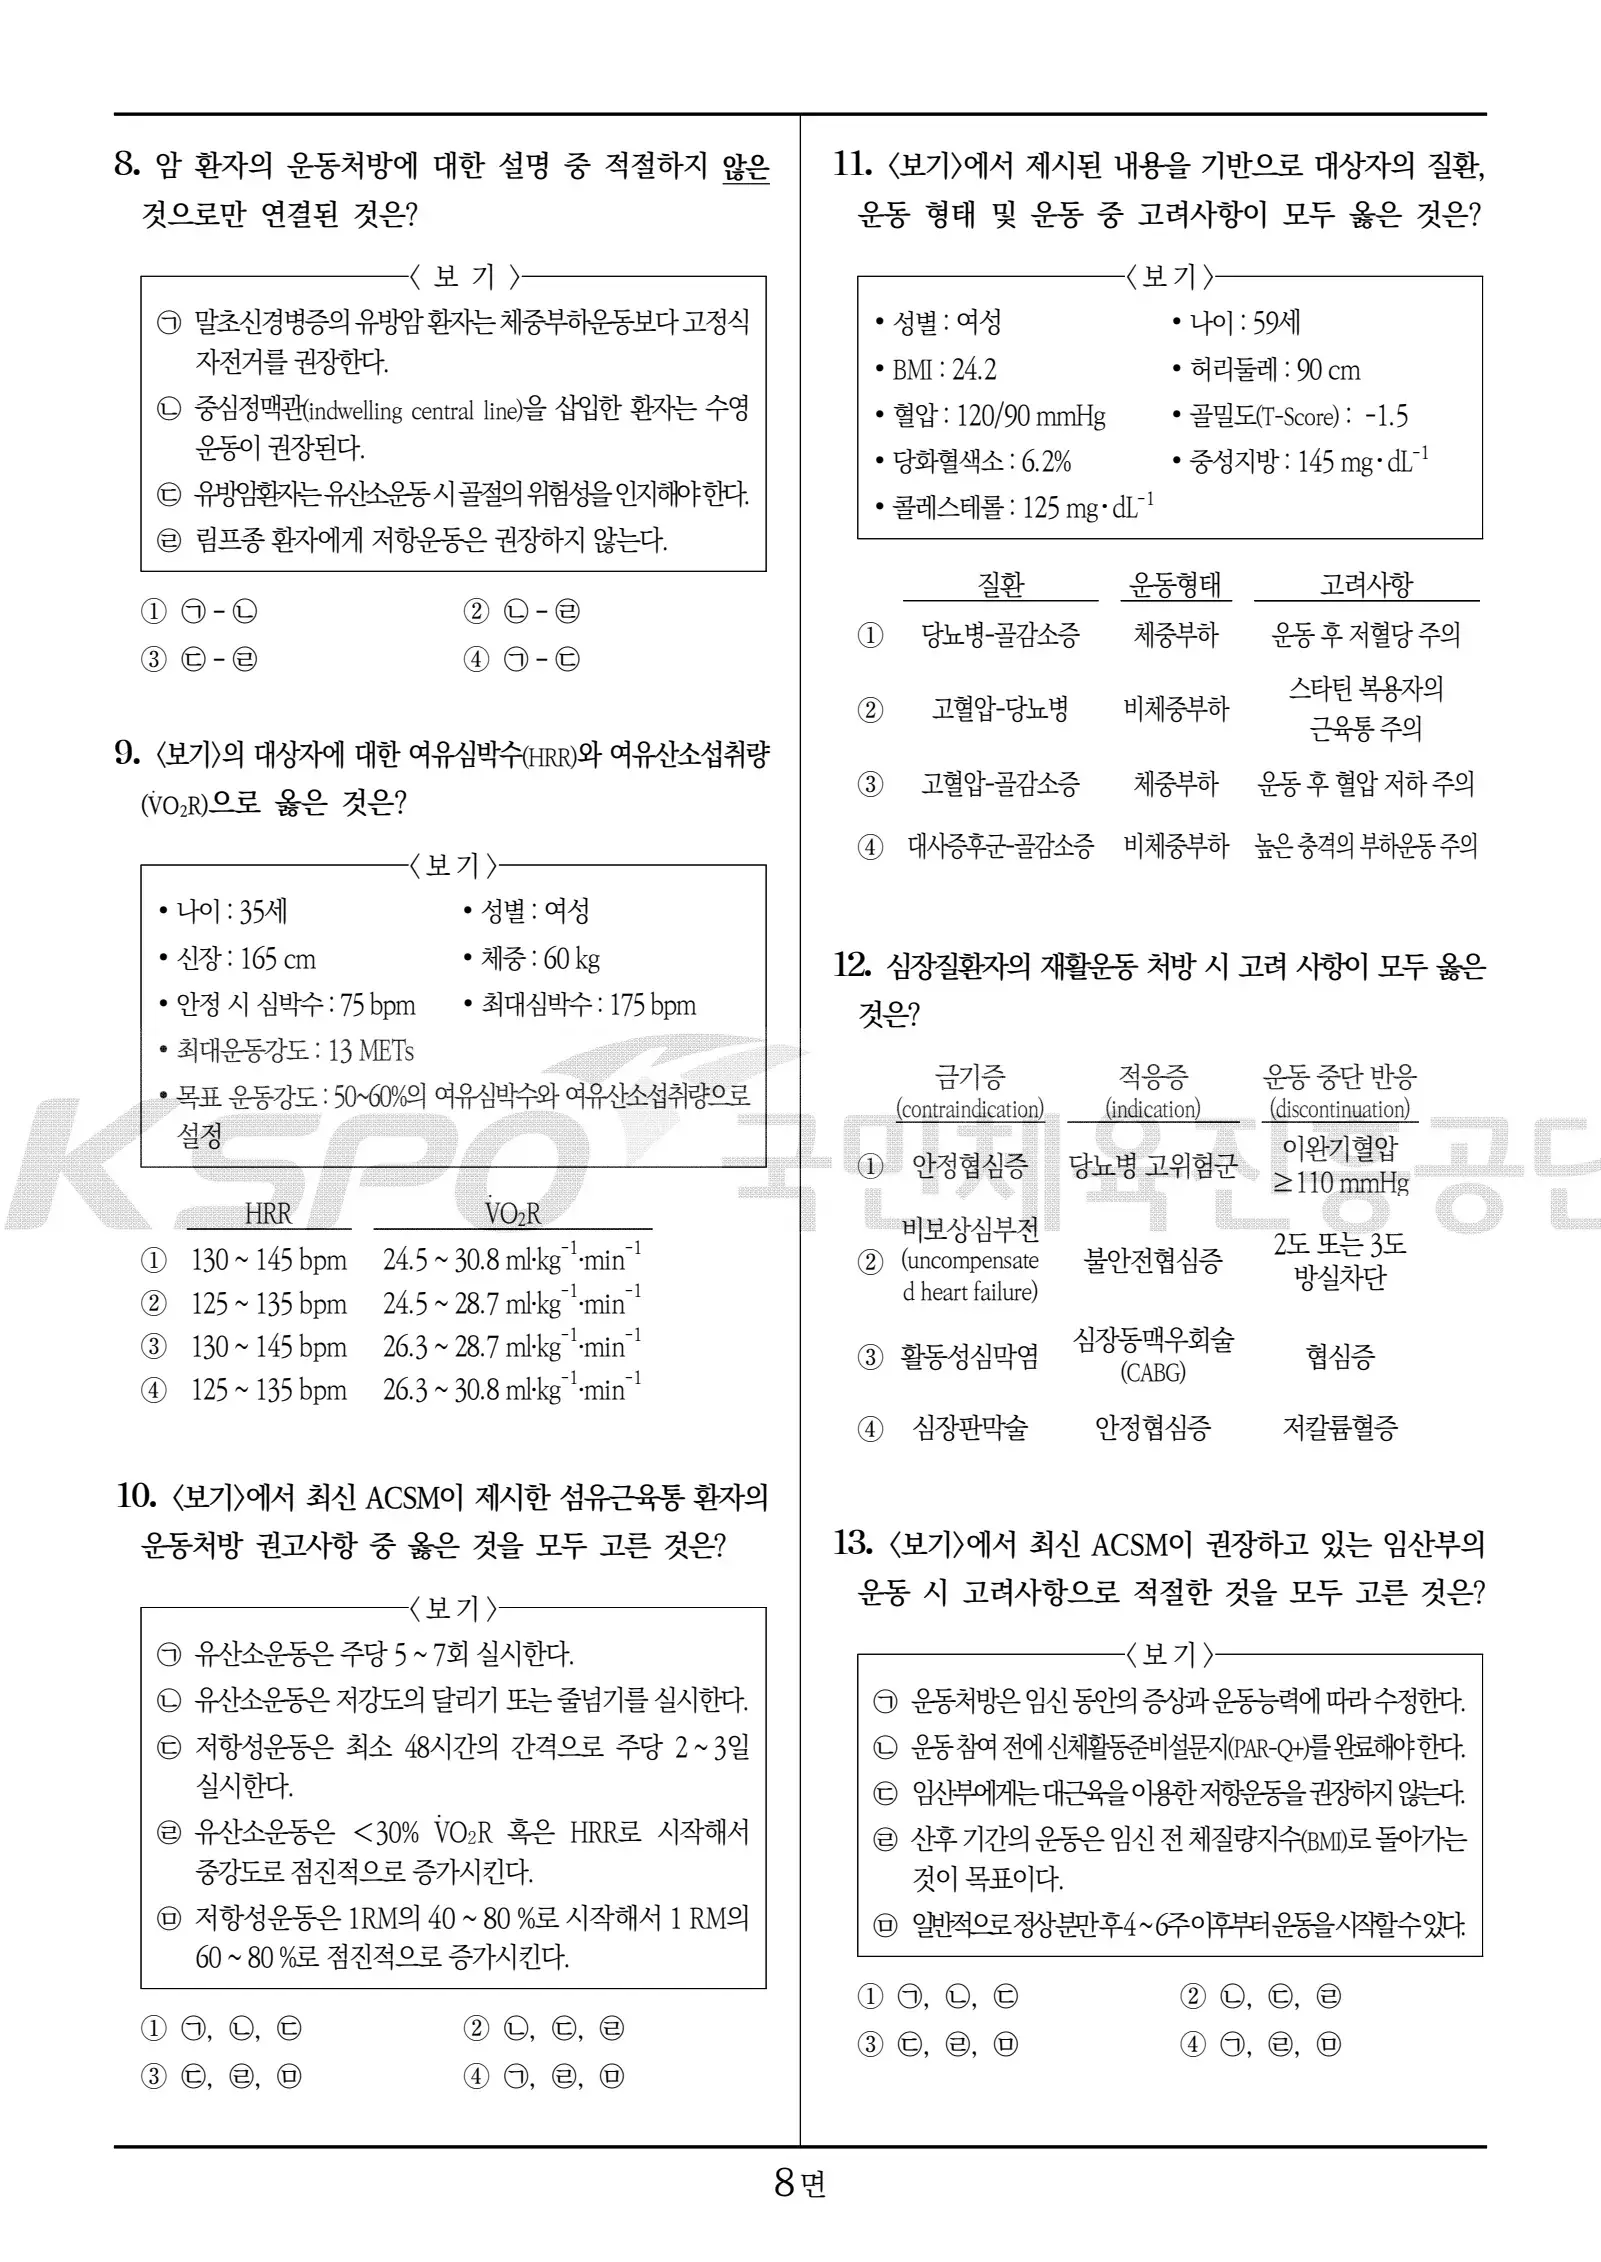 8. 암 환자의 운동처방에 대한 설명 중 적절하지 않은
것으로만 연결된 것은?
〈 보 기 〉
㉠ 말초신경병증의 유방암 환자는 체중부하운동보다 고정식
자전거를 권장한다.
㉡ 중심정맥관(indwelling central line)을 삽입한 환자는 수영
운동이 권장된다.
㉢ 유방암환자는 유산소운동 시 골절의 위험성을 인지해야 한다.
㉣ 림프종 환자에게 저항운동은 권장하지 않는다.
① ㉠ - ㉡ ② ㉡ - ㉣
③ ㉢ - ㉣ ④ ㉠ - ㉢
9. 〈보기〉의 대상자에 대한 여유심박수(HRR)와 여유산소섭취량
(V̇O₂R)으로 옳은 것은?
〈 보 기 〉
• 나이 : 35세 • 성별 : 여성
• 신장 : 165 cm • 체중 : 60 kg
• 안정 시 심박수 : 75 bpm • 최대심박수 : 175 bpm
• 최대운동강도 : 13 METs
• 목표 운동강도 : 50~60%의 여유심박수와 여유산소섭취량으로
설정
HRR V̇O₂R
① 130 ~ 145 bpm 24.5 ~ 30.8 ml·kg⁻¹·min⁻¹
② 125 ~ 135 bpm 24.5 ~ 28.7 ml·kg⁻¹·min⁻¹
③ 130 ~ 145 bpm 26.3 ~ 28.7 ml·kg⁻¹·min⁻¹
④ 125 ~ 135 bpm 26.3 ~ 30.8 ml·kg⁻¹·min⁻¹
10. 〈보기〉에서 최신 ACSM이 제시한 섬유근육통 환자의
운동처방 권고사항 중 옳은 것을 모두 고른 것은?
〈 보 기 〉
㉠ 유산소운동은 주당 5 ~ 7회 실시한다.
㉡ 유산소운동은 저강도의 달리기 또는 줄넘기를 실시한다.
㉢ 저항성운동은 최소 48시간의 간격으로 주당 2 ~ 3일
실시한다.
㉣ 유산소운동은 <30% V̇O₂R 혹은 HRR로 시작해서
중강도로 점진적으로 증가시킨다.
㉤ 저항성운동은 1RM의 40 ~ 80 %로 시작해서 1 RM의
60 ~ 80 %로 점진적으로 증가시킨다.
① ㉠, ㉡, ㉢ ② ㉡, ㉢, ㉣
③ ㉢, ㉣, ㉤ ④ ㉠, ㉣, ㉤
11. 〈보기〉에서 제시된 내용을 기반으로 대상자의 질환,
운동 형태 및 운동 중 고려사항이 모두 옳은 것은?
〈 보 기 〉
• 성별 : 여성 • 나이 : 59세
• BMI : 24.2 • 허리둘레 : 90 cm
• 혈압 : 120/90 mmHg • 골밀도(T-Score) : -1.5
• 당화혈색소 : 6.2% • 중성지방 : 145 mg·dL⁻¹
• 콜레스테롤 : 125 mg·dL⁻¹
질환 운동형태 고려사항
① 당뇨병-골감소증 체중부하 운동 후 저혈당 주의
② 고혈압-당뇨병 비체중부하 스타틴 복용자의
근육통 주의
③ 고혈압-골감소증 체중부하 운동 후 혈압 저하 주의
④ 대사증후군-골감소증 비체중부하 높은 충격의 부하운동 주의
12. 심장질환자의 재활운동 처방 시 고려 사항이 모두 옳은
것은?
금기증 적응증 운동 중단 반응
(contraindication) (indication) (discontinuation)
① 안정협심증 당뇨병 고위험군 이완기혈압
≥110 mmHg
② 비보상심부전
(uncompensate
d heart failure) 불안전협심증 2도 또는 3도
방실차단
③ 활동성심막염 심장동맥우회술
(CABG) 협심증
④ 심장판막술 안정협심증 저칼륨혈증
13. 〈보기〉에서 최신 ACSM이 권장하고 있는 임산부의
운동 시 고려사항으로 적절한 것을 모두 고른 것은?
〈 보 기 〉
㉠ 운동처방은 임신 동안의 증상과 운동능력에 따라 수정한다.
㉡ 운동 참여 전에 신체활동준비설문지(PAR-Q+)를 완료해야 한다.
㉢ 임산부에게는 대근육을 이용한 저항운동을 권장하지 않는다.
㉣ 산후 기간의 운동은 임신 전 체질량지수(BMI)로 돌아가는
것이 목표이다.
㉤ 일반적으로 정상 분만 후 4 ~ 6주 이후부터 운동을 시작할 수 있다.
① ㉠, ㉡, ㉢ ② ㉡, ㉢, ㉣
③ ㉢, ㉣, ㉤ ④ ㉠, ㉣, ㉤
KSPO 국민체육진흥공단
8면